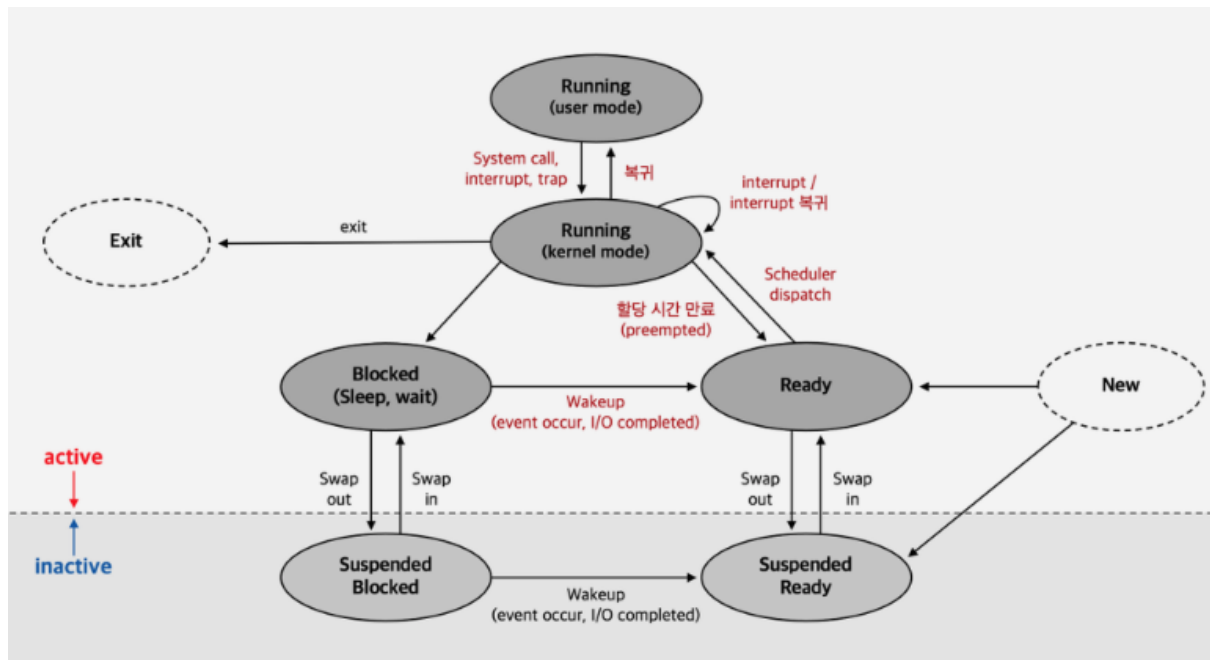 Running
(user mode)
System call,
interrupt, trap
복귀
interrupt /
interrupt 복귀
Exit
exit
Running
(kernel mode)
Scheduler
dispatch
할당 시간 만료
(preempted)
Blocked
(Sleep, wait)
Wakeup
(event occur, I/O completed)
Ready
New
active
Swap
out
Swap
in
Swap
out
Swap
in
inactive
Suspended
Blocked
Wakeup
(event occur, I/O completed)
Suspended
Ready